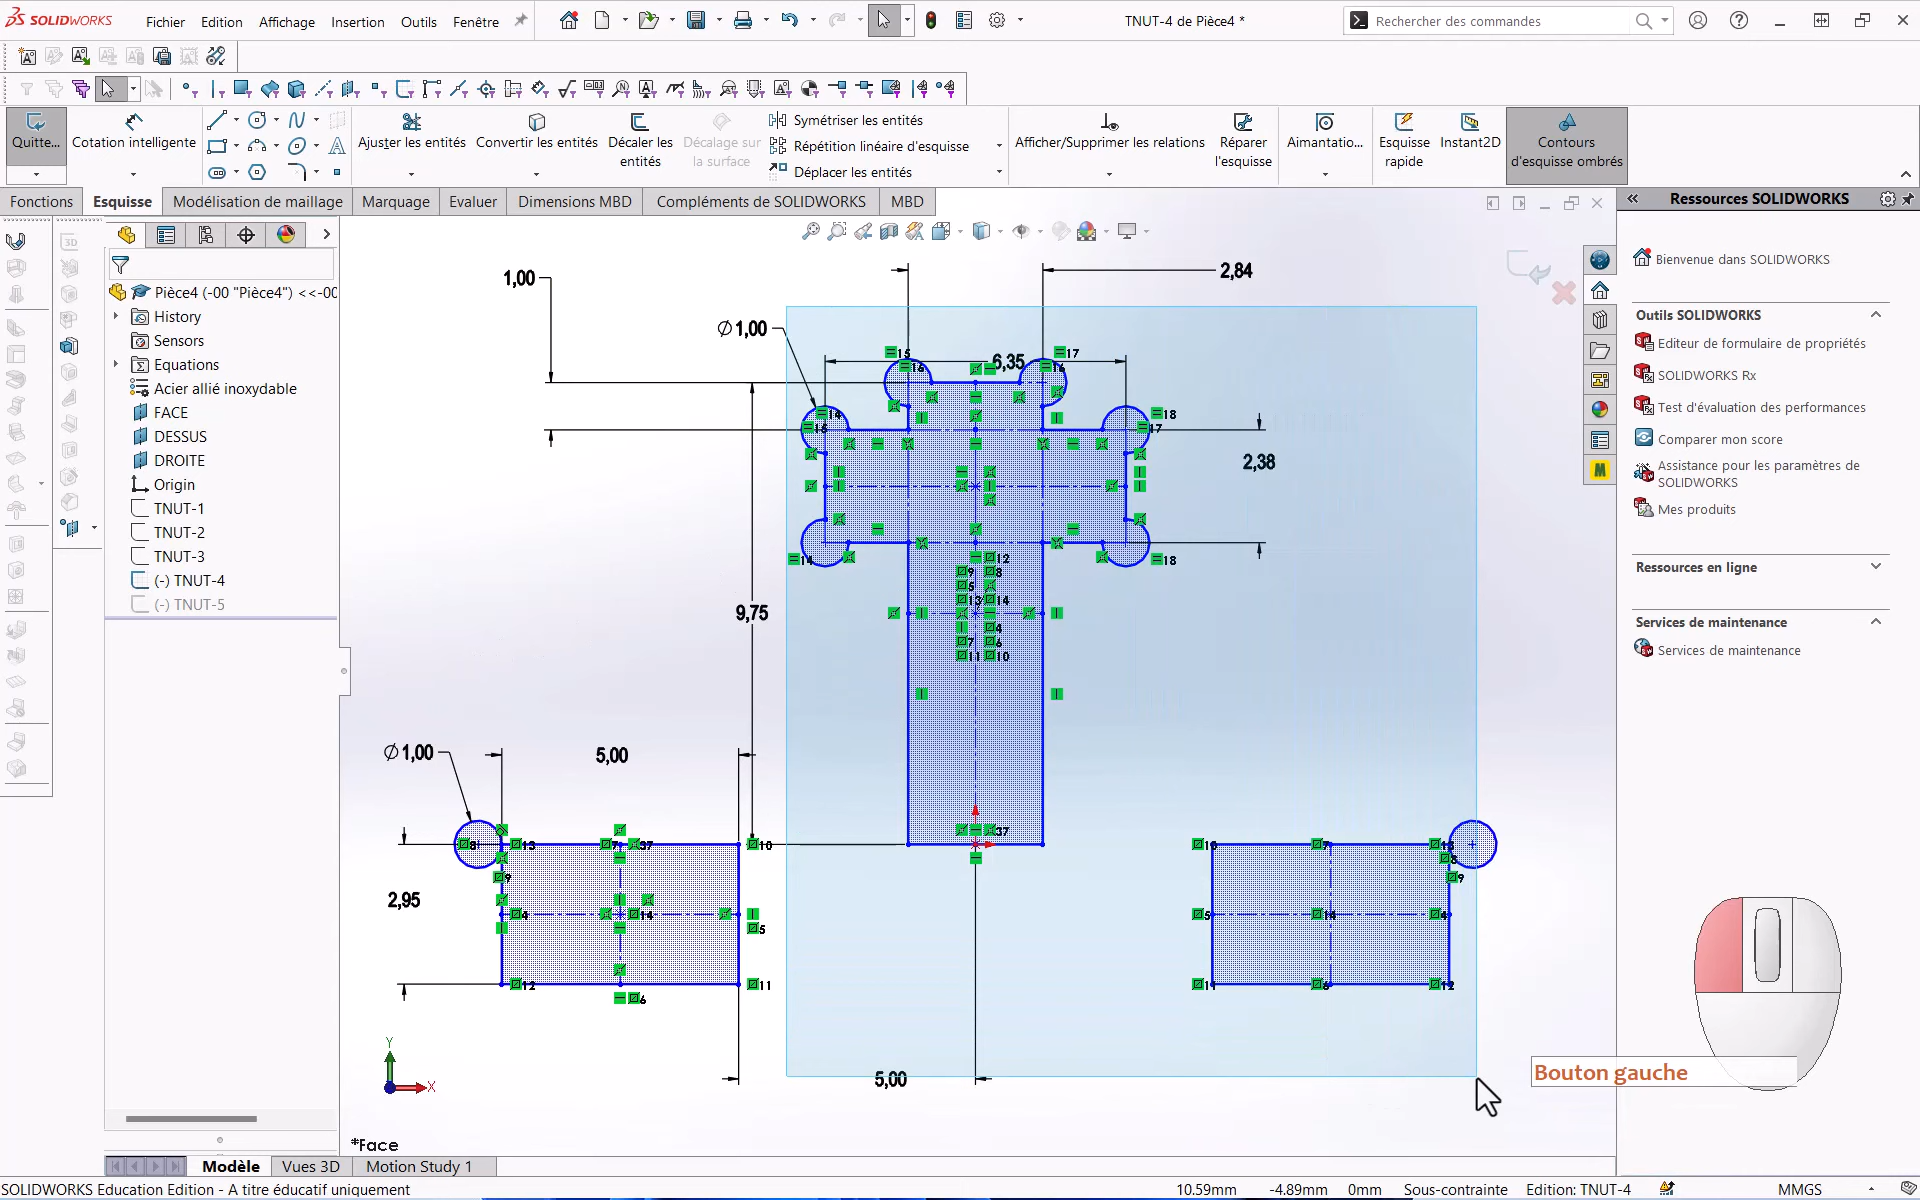 SOLIDWORKS
Fichier
Edition
Affichage
Insertion
Outils
Fenêtre
TNUT-4 de Pièce4 *
Rechercher des commandes
Quitte...
Cotation intelligente
Ajuster les entités
Convertir les entités
Décaler les entités
Décalage sur la surface
Symétriser les entités
Répétition linéaire d'esquisse
Déplacer les entités
Afficher/Supprimer les relations
Réparer l'esquisse
Aimantatio...
Esquisse rapide
Instant2D
Contours d'esquisse ombrés
Fonctions
Esquisse
Modélisation de maillage
Marquage
Evaluer
Dimensions MBD
Compléments de SOLIDWORKS
MBD
Pièce4 (-00 "Pièce4") <<-00
History
Sensors
Equations
Acier allié inoxydable
FACE
DESSUS
DROITE
Origin
TNUT-1
TNUT-2
TNUT-3
(-) TNUT-4
(-) TNUT-5
1,00
2,84
∅1,00
6,35
2,38
9,75
∅1,00
5,00
2,95
5,00
Y
X
*Face
Ressources SOLIDWORKS
Bienvenue dans SOLIDWORKS
Outils SOLIDWORKS
Editeur de formulaire de propriétés
SOLIDWORKS Rx
Test d'évaluation des performances
Comparer mon score
Assistance pour les paramètres de
SOLIDWORKS
Mes produits
Ressources en ligne
Services de maintenance
Services de maintenance
Bouton gauche
Modèle
Vues 3D
Motion Study 1
SOLIDWORKS Education Edition - A titre éducatif uniquement
10.59mm
-4.89mm
0mm
Sous-contrainte
Edition: TNUT-4
MMGS